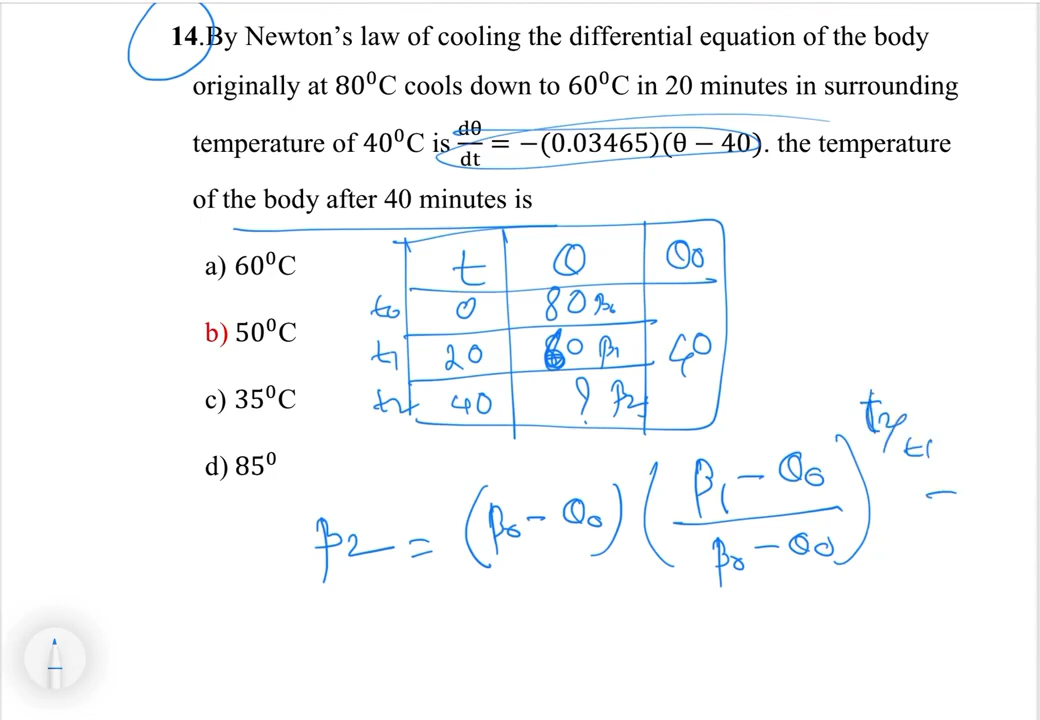 14.By Newton's law of cooling the differential equation of the body
originally at 80⁰C cools down to 60⁰C in 20 minutes in surrounding
temperature of 40⁰C is dθ/dt = −(0.03465)(θ − 40). the temperature
of the body after 40 minutes is
a) 60⁰C
b) 50⁰C
c) 35⁰C
d) 85⁰
t θ θ₀
t₀ 0 80 β₀
t₁ 20 60 β₁ 40
t₂ 40 ? β₂
β₂ = (β₀ − θ₀) ((β₁ − θ₀)/(β₀ − θ₀))^(t₂/t₁) −